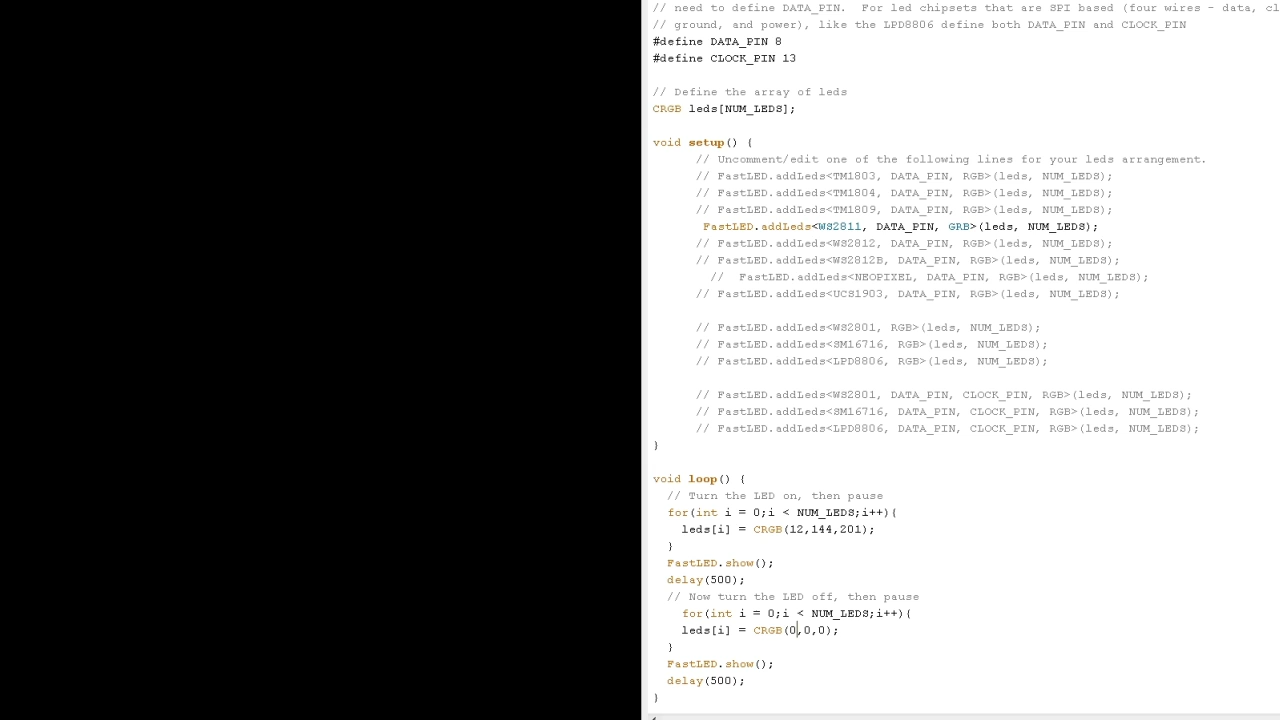 // need to define DATA_PIN.  For led chipsets that are SPI based (four wires - data,
// ground, and power), like the LPD8806 define both DATA_PIN and CLOCK_PIN
#define DATA_PIN 8
#define CLOCK_PIN 13
// Define the array of leds
CRGB leds[NUM_LEDS];
void setup() {
// Uncomment/edit one of the following lines for your leds arrangement.
// FastLED.addLeds<TM1803, DATA_PIN, RGB>(leds, NUM_LEDS);
// FastLED.addLeds<TM1804, DATA_PIN, RGB>(leds, NUM_LEDS);
// FastLED.addLeds<TM1809, DATA_PIN, RGB>(leds, NUM_LEDS);
FastLED.addLeds<WS2811, DATA_PIN, GRB>(leds, NUM_LEDS);
// FastLED.addLeds<WS2812, DATA_PIN, RGB>(leds, NUM_LEDS);
// FastLED.addLeds<WS2812B, DATA_PIN, RGB>(leds, NUM_LEDS);
//  FastLED.addLeds<NEOPIXEL, DATA_PIN, RGB>(leds, NUM_LEDS);
// FastLED.addLeds<UCS1903, DATA_PIN, RGB>(leds, NUM_LEDS);
// FastLED.addLeds<WS2801, RGB>(leds, NUM_LEDS);
// FastLED.addLeds<SM16716, RGB>(leds, NUM_LEDS);
// FastLED.addLeds<LPD8806, RGB>(leds, NUM_LEDS);
// FastLED.addLeds<WS2801, DATA_PIN, CLOCK_PIN, RGB>(leds, NUM_LEDS);
// FastLED.addLeds<SM16716, DATA_PIN, CLOCK_PIN, RGB>(leds, NUM_LEDS);
// FastLED.addLeds<LPD8806, DATA_PIN, CLOCK_PIN, RGB>(leds, NUM_LEDS);
}
void loop() {
// Turn the LED on, then pause
for(int i = 0;i < NUM_LEDS;i++){
leds[i] = CRGB(12,144,201);
}
FastLED.show();
delay(500);
// Now turn the LED off, then pause
for(int i = 0;i < NUM_LEDS;i++){
leds[i] = CRGB(0,0,0);
}
FastLED.show();
delay(500);
}